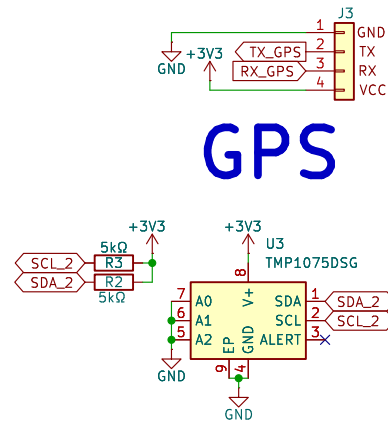 J3
1 GND
TX_GPS 2 TX
+3V3
RX_GPS 3 RX
GND
4 VCC
GPS
+3V3
+3V3
5kΩ
U3
SCL_2 R3
TMP1075DSG
SDA_2 R2
5kΩ
8
V+
7 A0 SDA 1 SDA_2
6 A1 SCL 2 SCL_2
5 A2 ALERT 3
EP GND
9 4
GND
GND